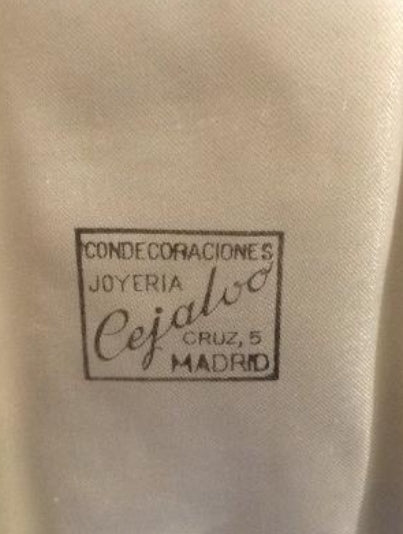 CONDECORACIONES
JOYERIA
Cejalvo
CRUZ, 5
MADRID